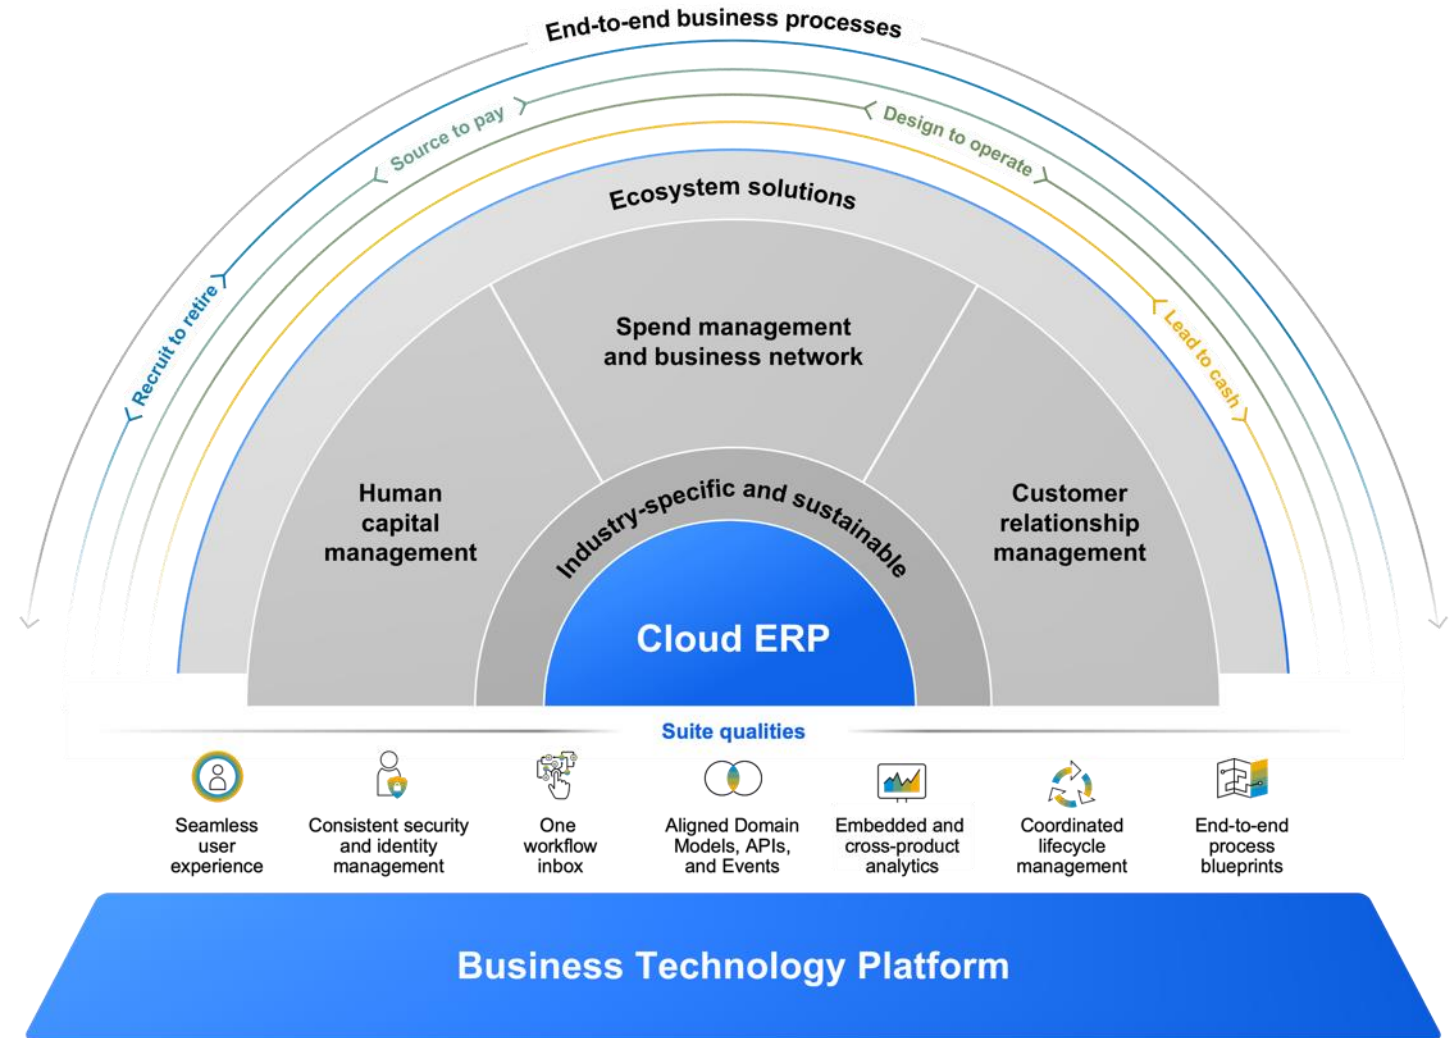 End-to-end business processes
Source to pay
Design to operate
Recruit to retire
Lead to cash
Ecosystem solutions
Spend management
and business network
Human
capital
management
Customer
relationship
management
Industry-specific and sustainable
Cloud ERP
Suite qualities
Seamless
user
experience
Consistent security
and identity
management
One
workflow
inbox
Aligned Domain
Models, APIs,
and Events
Embedded and
cross-product
analytics
Coordinated
lifecycle
management
End-to-end
process
blueprints
Business Technology Platform